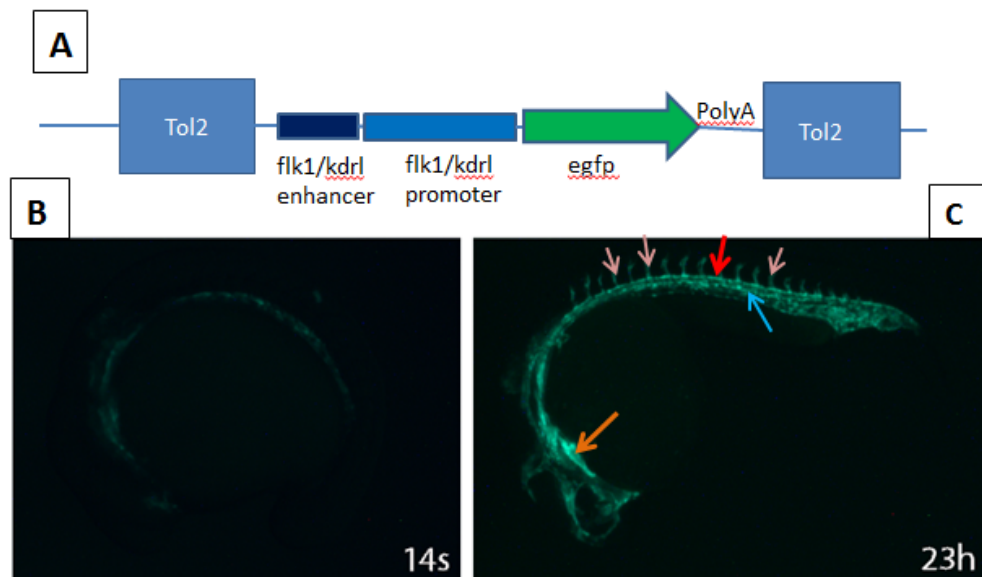 A
Tol2
PolyA
Tol2
flk1/kdrl
enhancer
flk1/kdrl
promoter
egfp
B
C
14s
23h